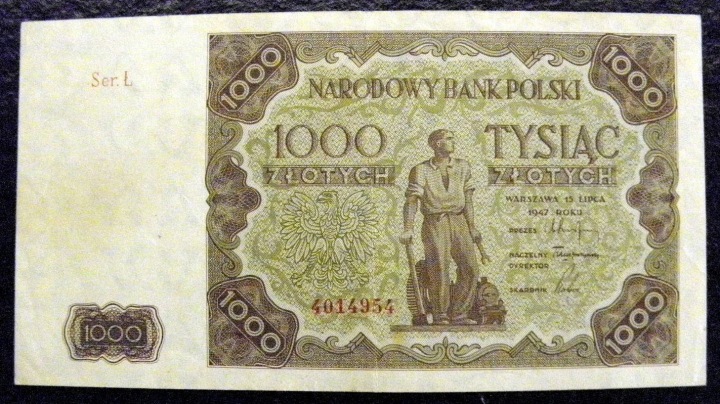 Ser. Ł
1000
1000
NARODOWY BANK POLSKI
1000
ZŁOTYCH
TYSIĄC
ZŁOTYCH
WARSZAWA 15 LIPCA
1947 ROKU
PREZES
NACZELNY
DYREKTOR
SKARBNIK
4014954
1000
1000
1000